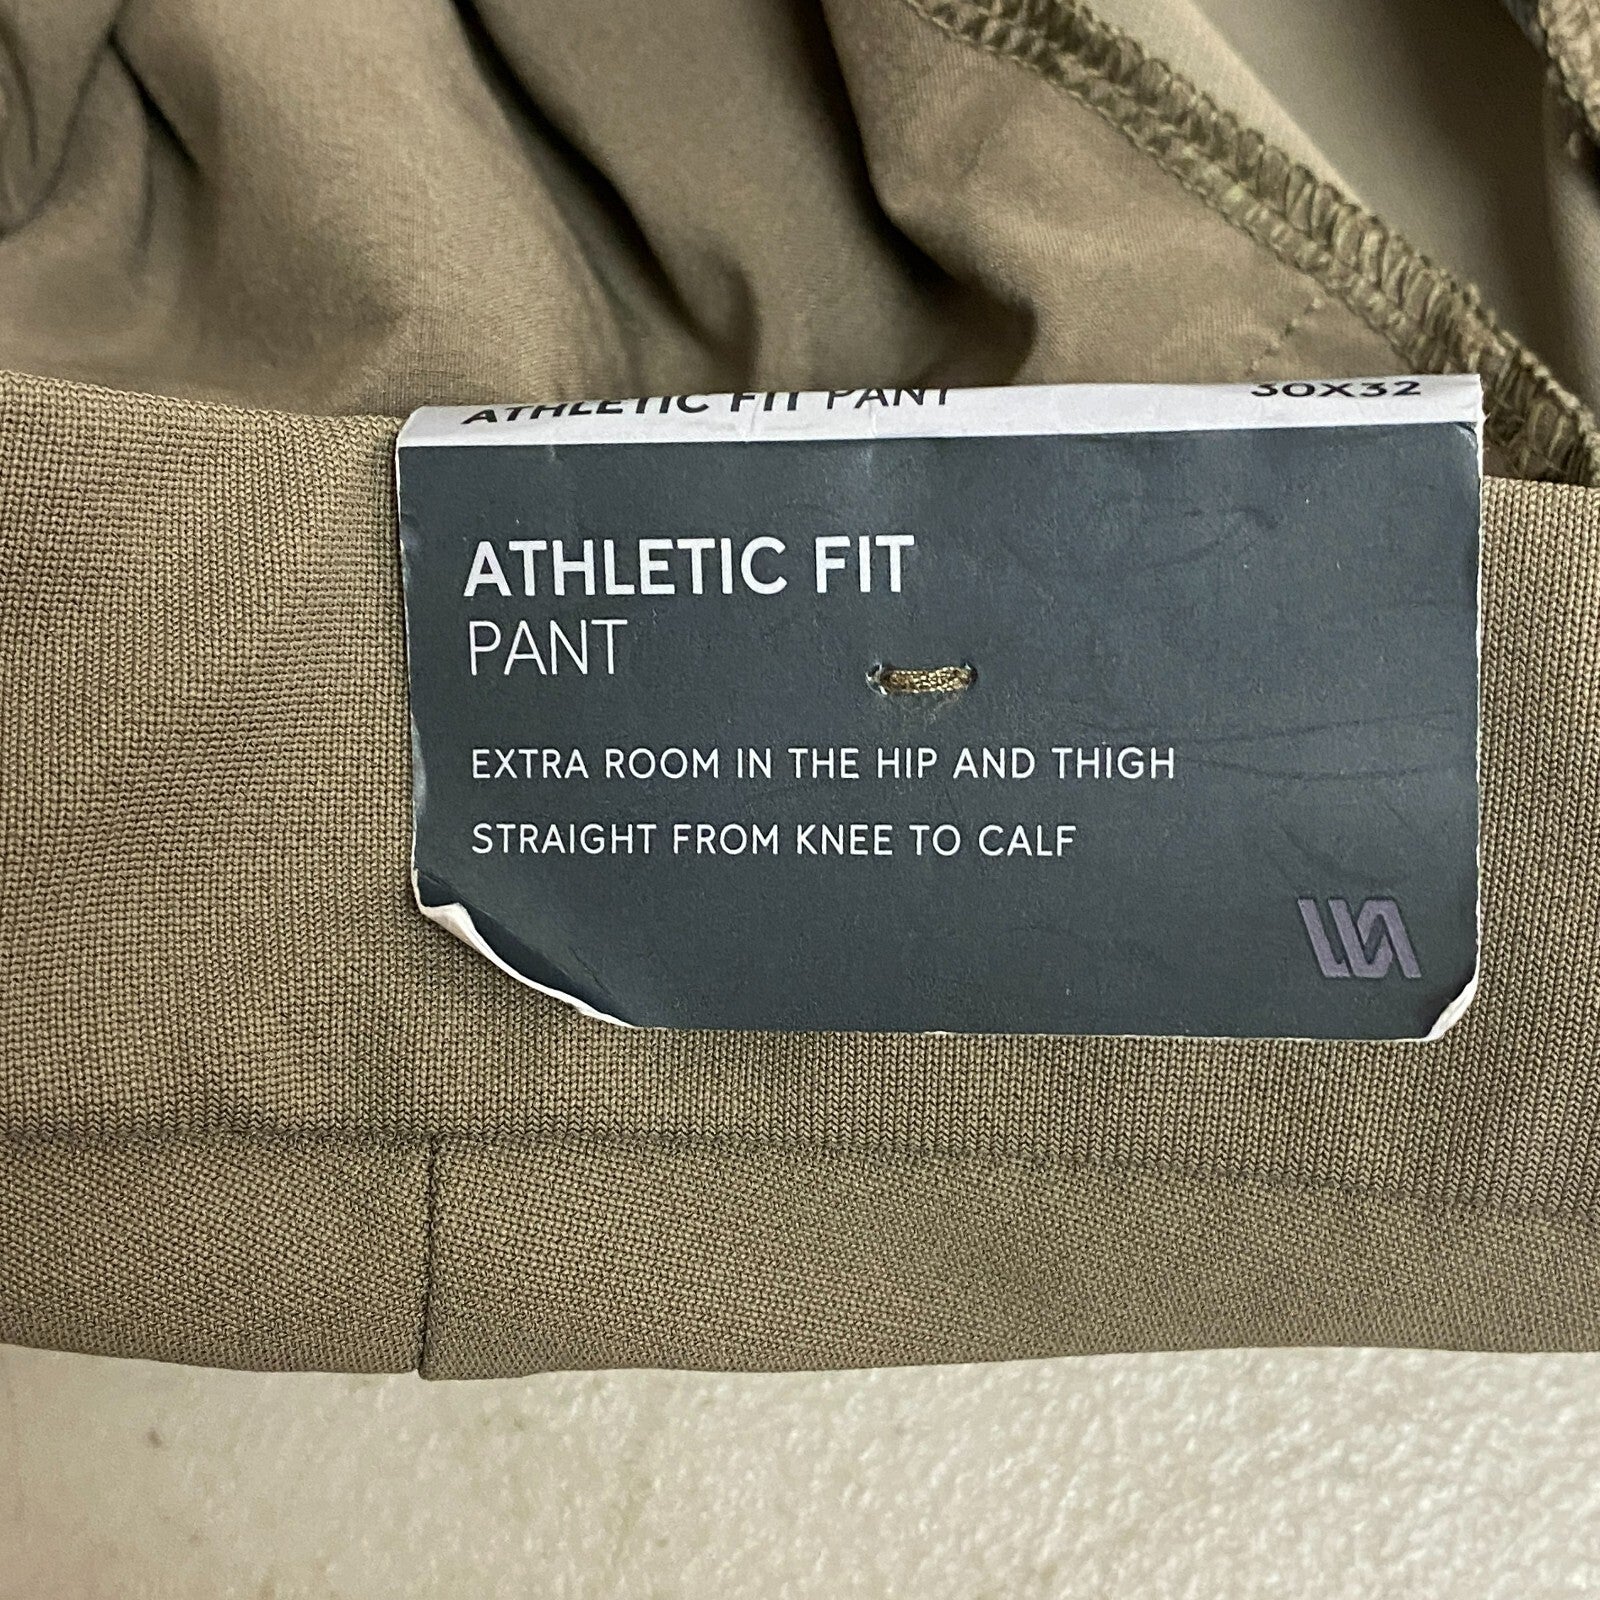 ATHLETIC FIT PANT 30X32
ATHLETIC FIT
PANT
EXTRA ROOM IN THE HIP AND THIGH
STRAIGHT FROM KNEE TO CALF